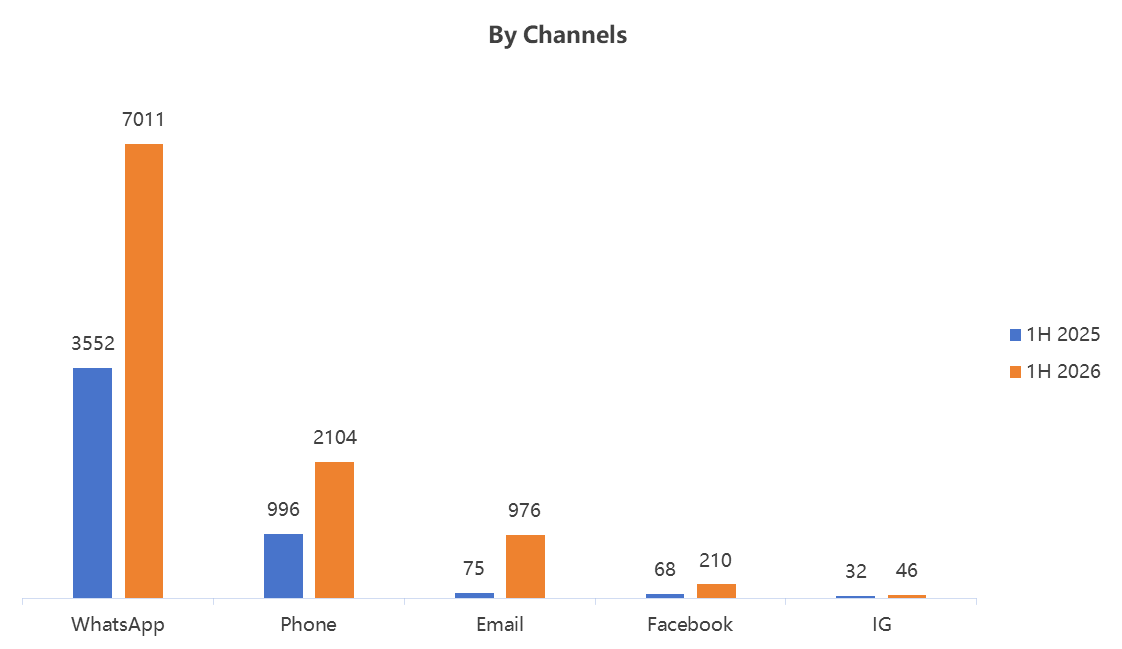 By Channels
7011
3552
2104
996
976
75
68
210
32
46
1H 2025
1H 2026
WhatsApp
Phone
Email
Facebook
IG